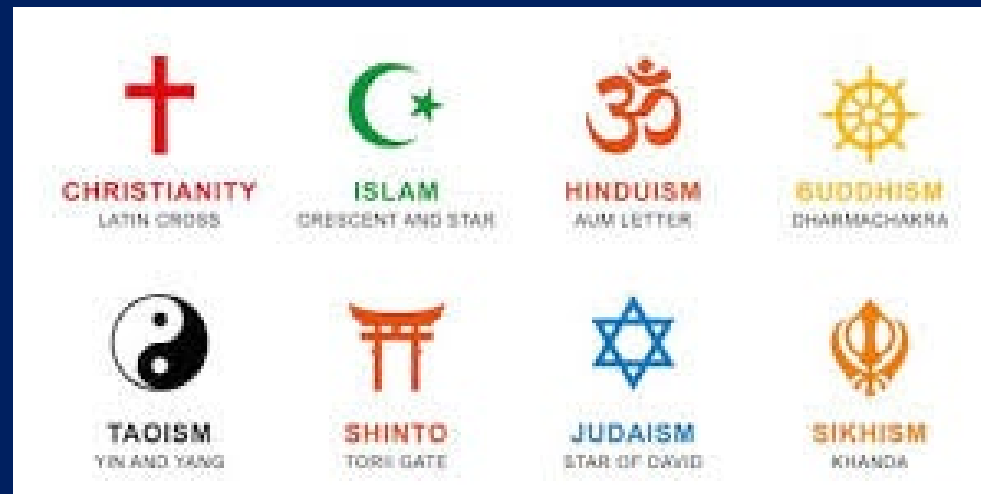 CHRISTIANITY
LATIN CROSS
ISLAM
CRESCENT AND STAR
HINDUISM
AUM LETTER
BUDDHISM
DHARMACHAKRA
TAOISM
YIN AND YANG
SHINTO
TORII GATE
JUDAISM
STAR OF DAVID
SIKHISM
KHANDA